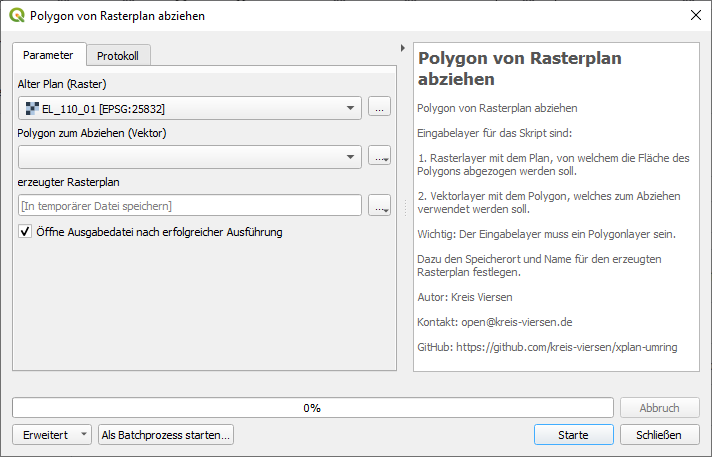 Polygon von Rasterplan abziehen
Parameter
Protokoll
Alter Plan (Raster)
EL_110_01 [EPSG:25832]
...
Polygon zum Abziehen (Vektor)
...
erzeugter Rasterplan
[In temporärer Datei speichern]
...
Öffne Ausgabedatei nach erfolgreicher Ausführung
Polygon von Rasterplan
abziehen
Polygon von Rasterplan abziehen
Eingabelayer für das Skript sind:
1. Rasterlayer mit dem Plan, von welchem die Fläche des
Polygons abgezogen werden soll.
2. Vektorlayer mit dem Polygon, welches zum Abziehen
verwendet werden soll.
Wichtig: Der Eingabelayer muss ein Polygonlayer sein.
Dazu den Speicherort und Name für den erzeugten
Rasterplan festlegen.
Autor: Kreis Viersen
Kontakt: open@kreis-viersen.de
GitHub: https://github.com/kreis-viersen/xplan-umring
0%
Abbruch
Erweitert
Als Batchprozess starten...
Starte
Schließen